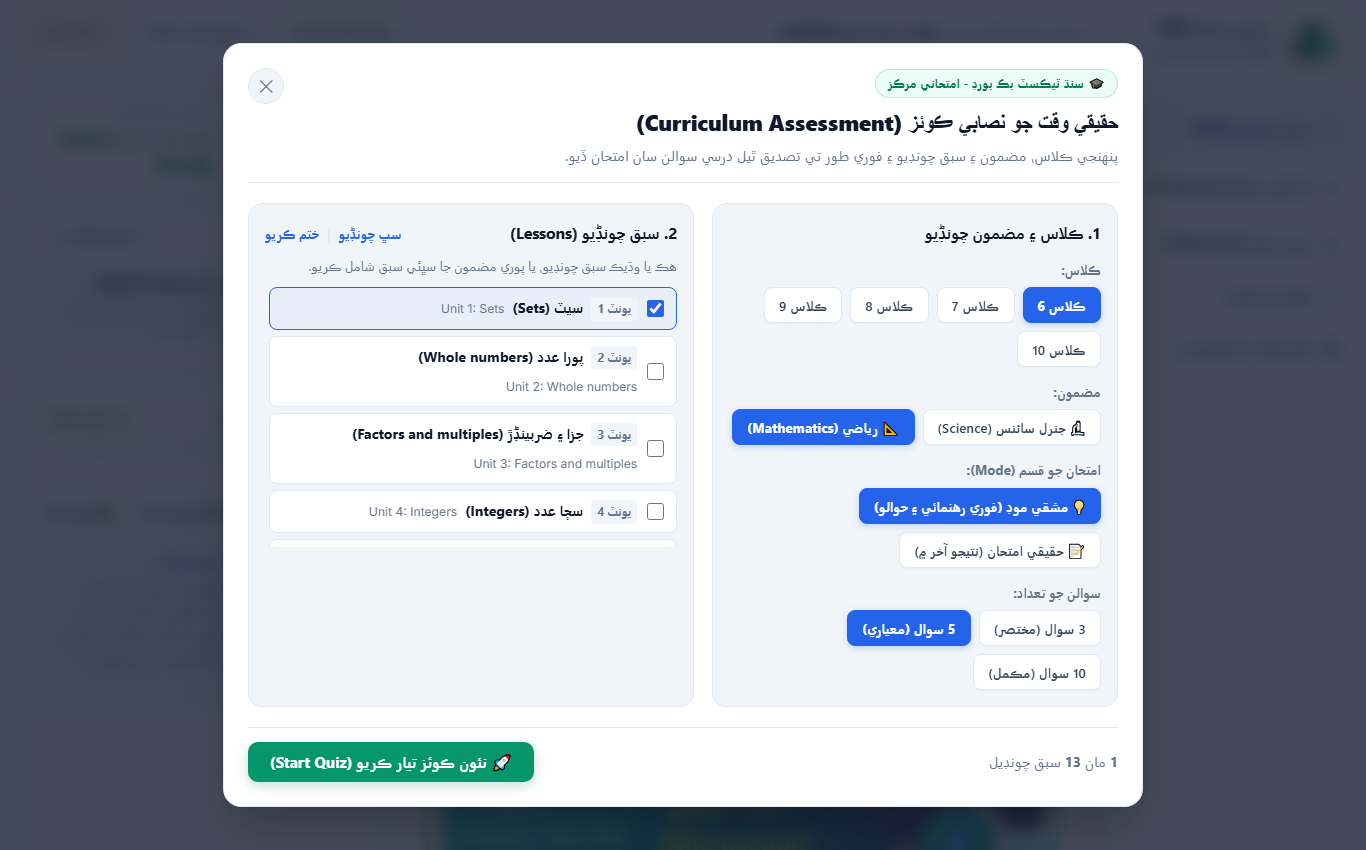 🎓 سنڌ ٽيڪسٽ بڪ بورڊ - امتحاني مرڪز
حقيقي وقت جو نصابي ڪوئز (Curriculum Assessment)
پنھنجي ڪلاس، مضمون ۽ سبق چونڊيو ۽ فوري طور تي تصديق ٿيل درسي سوالن سان امتحان ڏيو.
1. ڪلاس ۽ مضمون چونڊيو
ڪلاس:
ڪلاس 6
ڪلاس 7
ڪلاس 8
ڪلاس 9
ڪلاس 10
مضمون:
🔬 جنرل سائنس (Science)
📐 رياضي (Mathematics)
امتحان جو قسم (Mode):
💡 مشقي موڊ (فوري رهنمائي ۽ حوالو)
📝 حقيقي امتحان (نتيجو آخر ۾)
سوالن جو تعداد:
3 سوال (مختصر)
5 سوال (معياري)
10 سوال (مڪمل)
2. سبق چونڊيو (Lessons)
سڀ چونڊيو
ختم ڪريو
هڪ يا وڌيڪ سبق چونڊيو، يا پوري مضمون جا سڀئي سبق شامل ڪريو.
يونٽ 1 سيٽ (Sets) Unit 1: Sets
يونٽ 2 پورا عدد (Whole numbers)
Unit 2: Whole numbers
يونٽ 3 جزا ۽ ضربينڊڙ (Factors and multiples)
Unit 3: Factors and multiples
يونٽ 4 سڄا عدد (Integers) Unit 4: Integers
1 مان 13 سبق چونڊيل
🚀 نئون ڪوئز تيار ڪريو (Start Quiz)